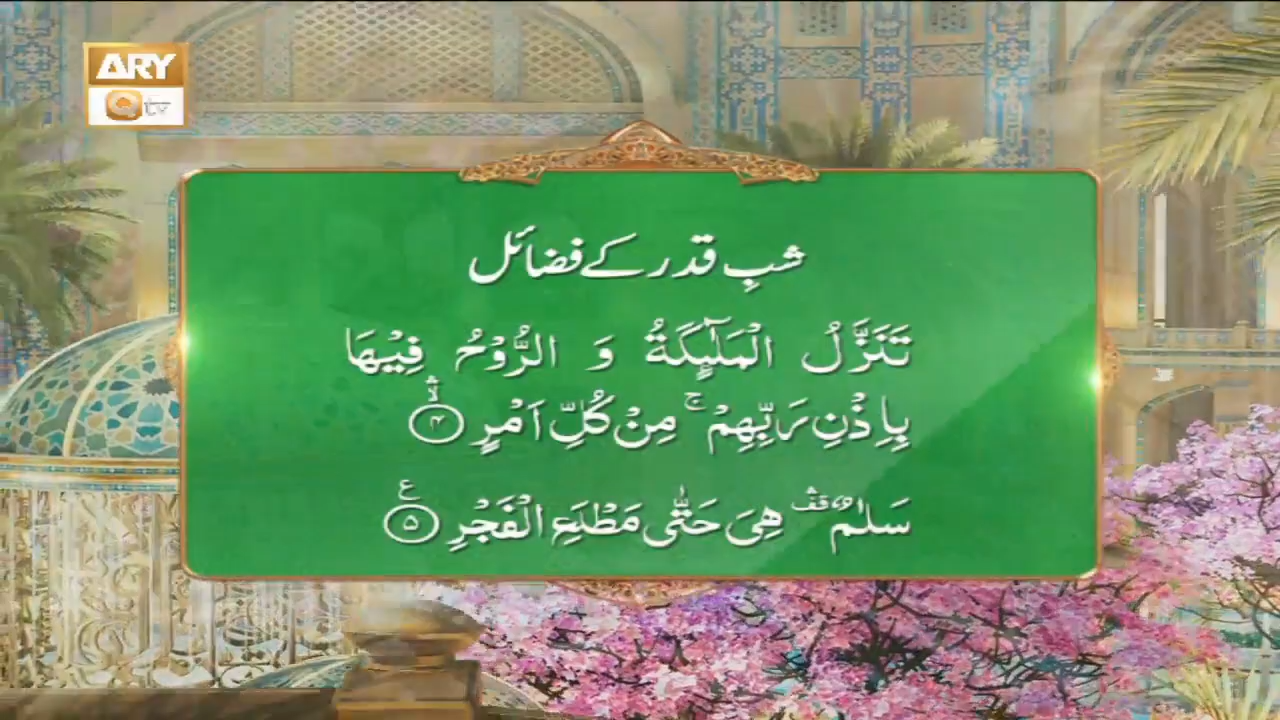 ARY
Qtv
شبِ قدر کے فضائل
تَنَزَّلُ الْمَلٰٓىٕكَةُ وَ الرُّوْحُ فِیْهَا
بِاِذْنِ رَبِّهِمْ ۚ مِنْ كُلِّ اَمْرٍ ۙ﴿۴﴾
سَلٰمٌ ۛ۫ هِیَ حَتّٰى مَطْلَعِ الْفَجْرِ ﴿۵﴾ ع